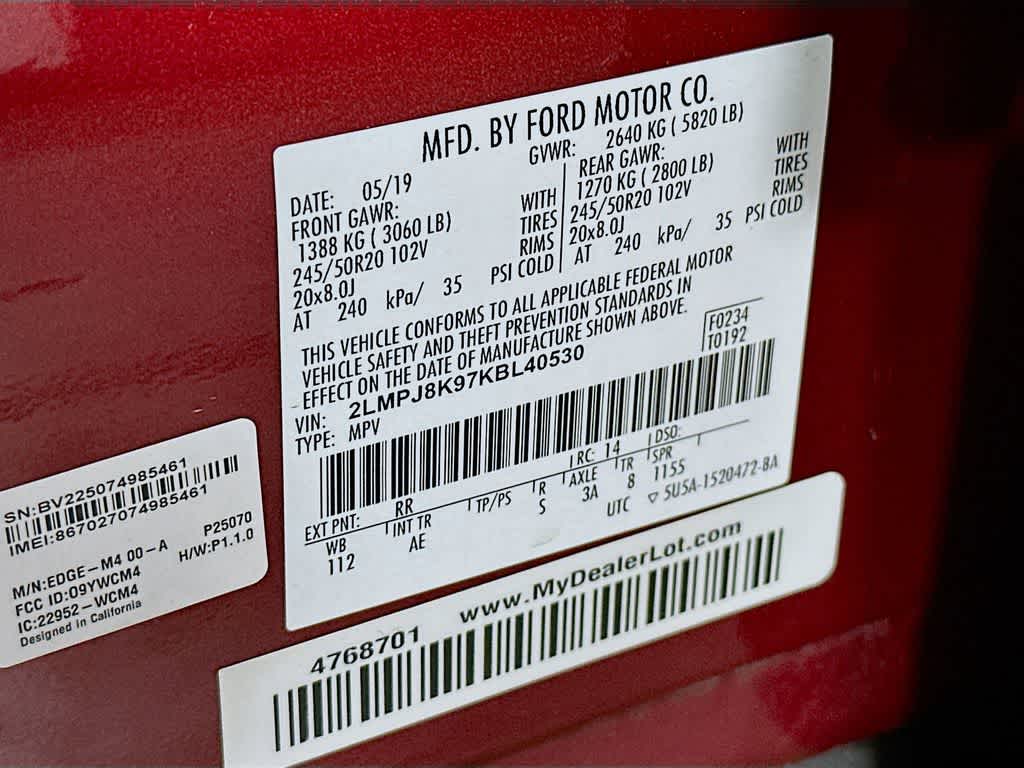 MFD. BY FORD MOTOR CO.
DATE: 05/19
GVWR: 2640 KG ( 5820 LB)
FRONT GAWR:
1388 KG ( 3060 LB)
245/50R20 102V
20x8.0J
AT 240 kPa/ 35 PSI COLD
WITH
TIRES
RIMS
REAR GAWR:
1270 KG ( 2800 LB)
245/50R20 102V
20x8.0J
AT 240 kPa/ 35 PSI COLD
WITH
TIRES
RIMS
THIS VEHICLE CONFORMS TO ALL APPLICABLE FEDERAL MOTOR
VEHICLE SAFETY AND THEFT PREVENTION STANDARDS IN
EFFECT ON THE DATE OF MANUFACTURE SHOWN ABOVE.
F0234
T0192
VIN: 2LMPJ8K97KBL40530
TYPE: MPV
EXT PNT: RR RC: 14 DSO:
WB INT TR TP/PS R AXLE TR SPR
112 AE S 3A 8 1155
UTC ▽ 5U5A-1520472-BA
SN:BV225074985461
IMEI:867027074985461
P25070
M/N:EDGE-M4 00-A H/W:P1.1.0
FCC ID:09YWCM4
IC:22952-WCM4
Designed in California
4768701 www.MyDealerLot.com